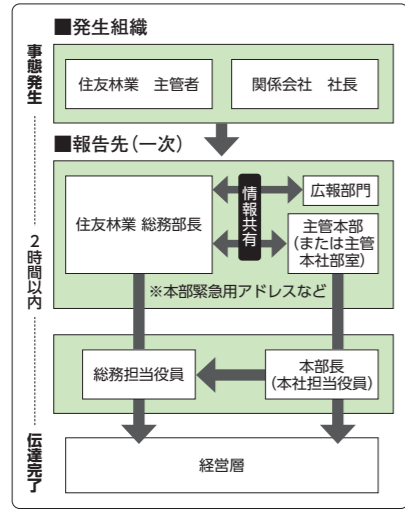 ■発生組織
事態発生
住友林業　主管者
関係会社　社長
■報告先（一次）
住友林業 総務部長
情報共有
広報部門
主管本部
（または主管
本社部室）
2時間以内
※本部緊急用アドレスなど
総務担当役員
本部長
（本社担当役員）
伝達完了
経営層